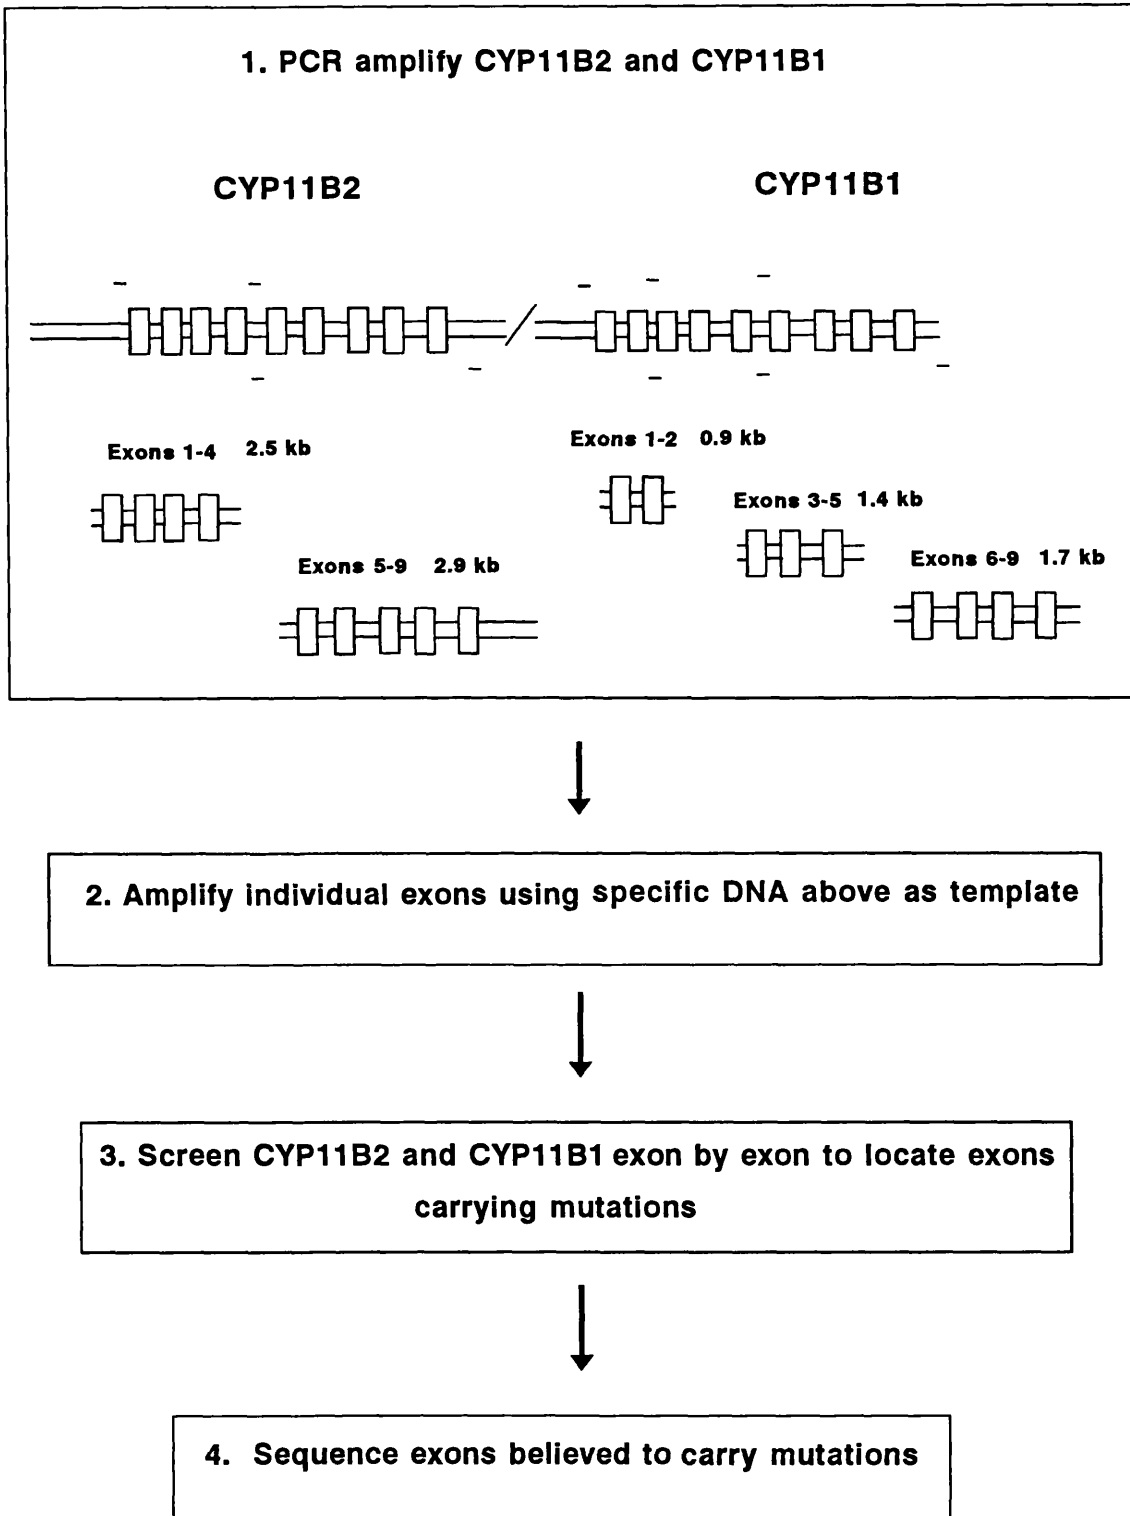 1. PCR amplify CYP11B2 and CYP11B1
CYP11B2
CYP11B1
Exons 1-4 2.5 kb
Exons 5-9 2.9 kb
Exons 1-2 0.9 kb
Exons 3-5 1.4 kb
Exons 6-9 1.7 kb
2. Amplify individual exons using specific DNA above as template
3. Screen CYP11B2 and CYP11B1 exon by exon to locate exons
carrying mutations
4. Sequence exons believed to carry mutations